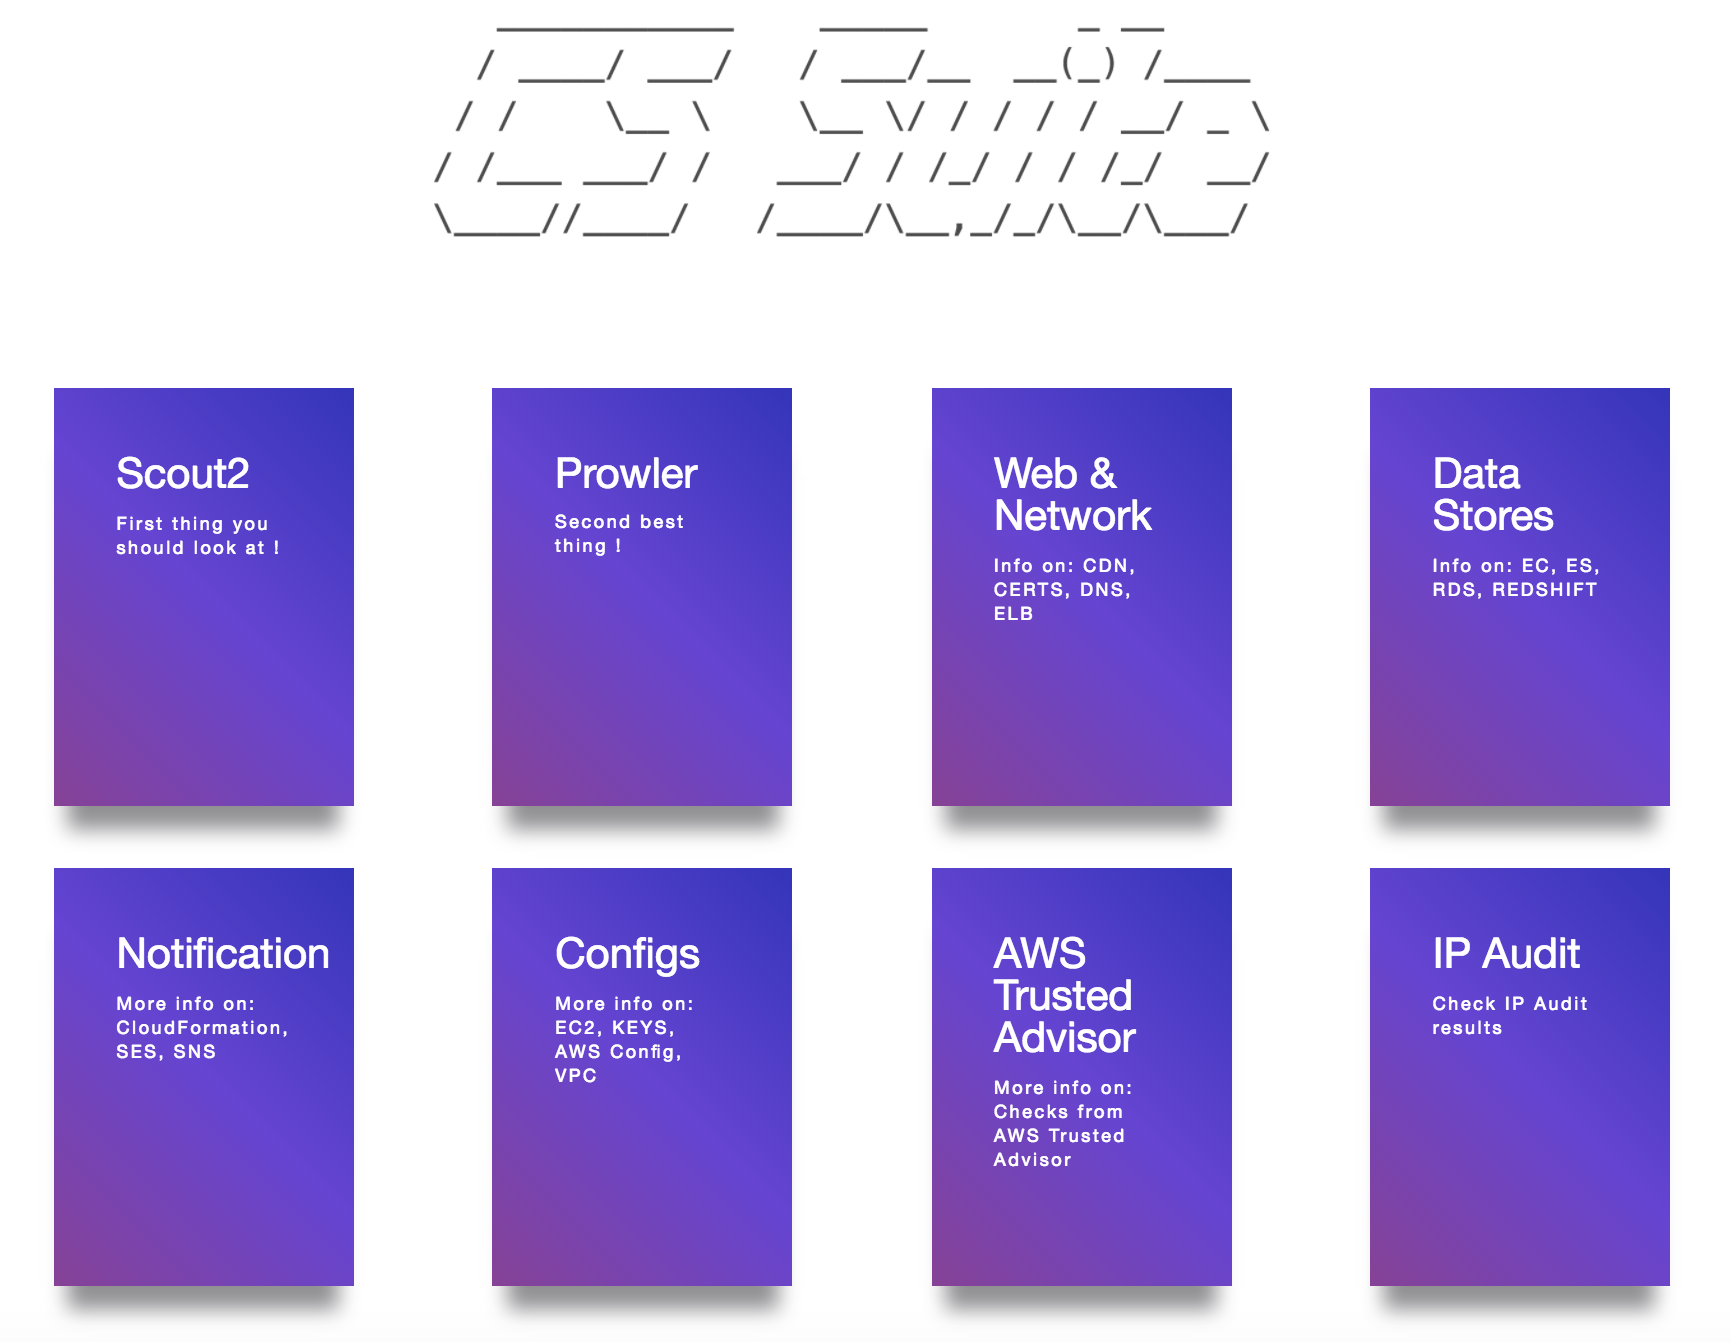 CS Suite
Scout2
First thing you
should look at !
Prowler
Second best
thing !
Web &
Network
Info on: CDN,
CERTS, DNS,
ELB
Data
Stores
Info on: EC, ES,
RDS, REDSHIFT
Notification
More info on:
CloudFormation,
SES, SNS
Configs
More info on:
EC2, KEYS,
AWS Config,
VPC
AWS
Trusted
Advisor
More info on:
Checks from
AWS Trusted
Advisor
IP Audit
Check IP Audit
results